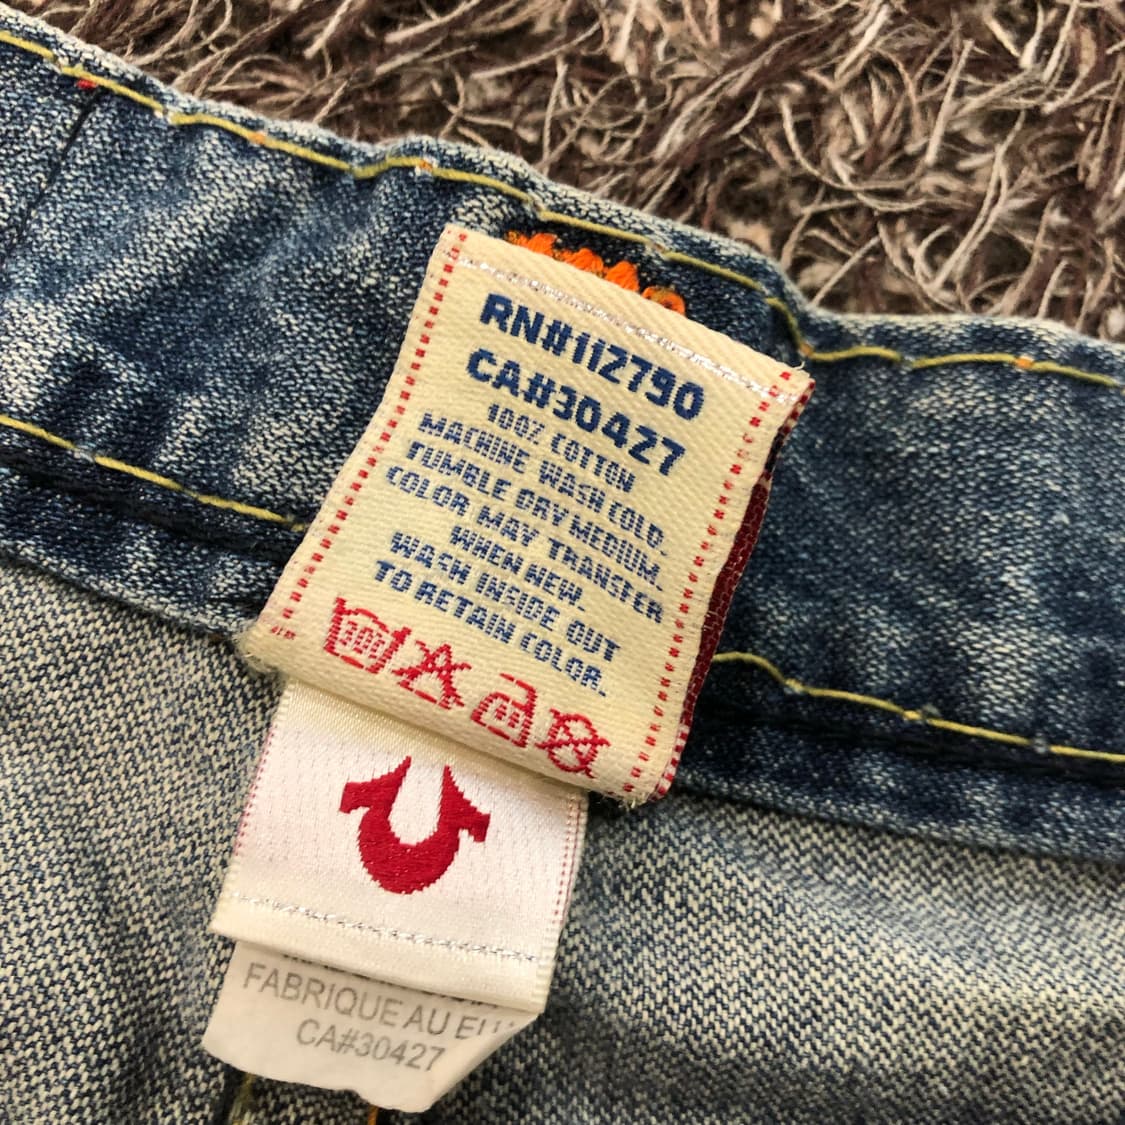 RN#112790
CA#30427
100% COTTON
MACHINE WASH COLD.
TUMBLE DRY MEDIUM.
COLOR MAY TRANSFER
WHEN NEW.
WASH INSIDE OUT
TO RETAIN COLOR.
30°
FABRIQUE AU
CA#30427